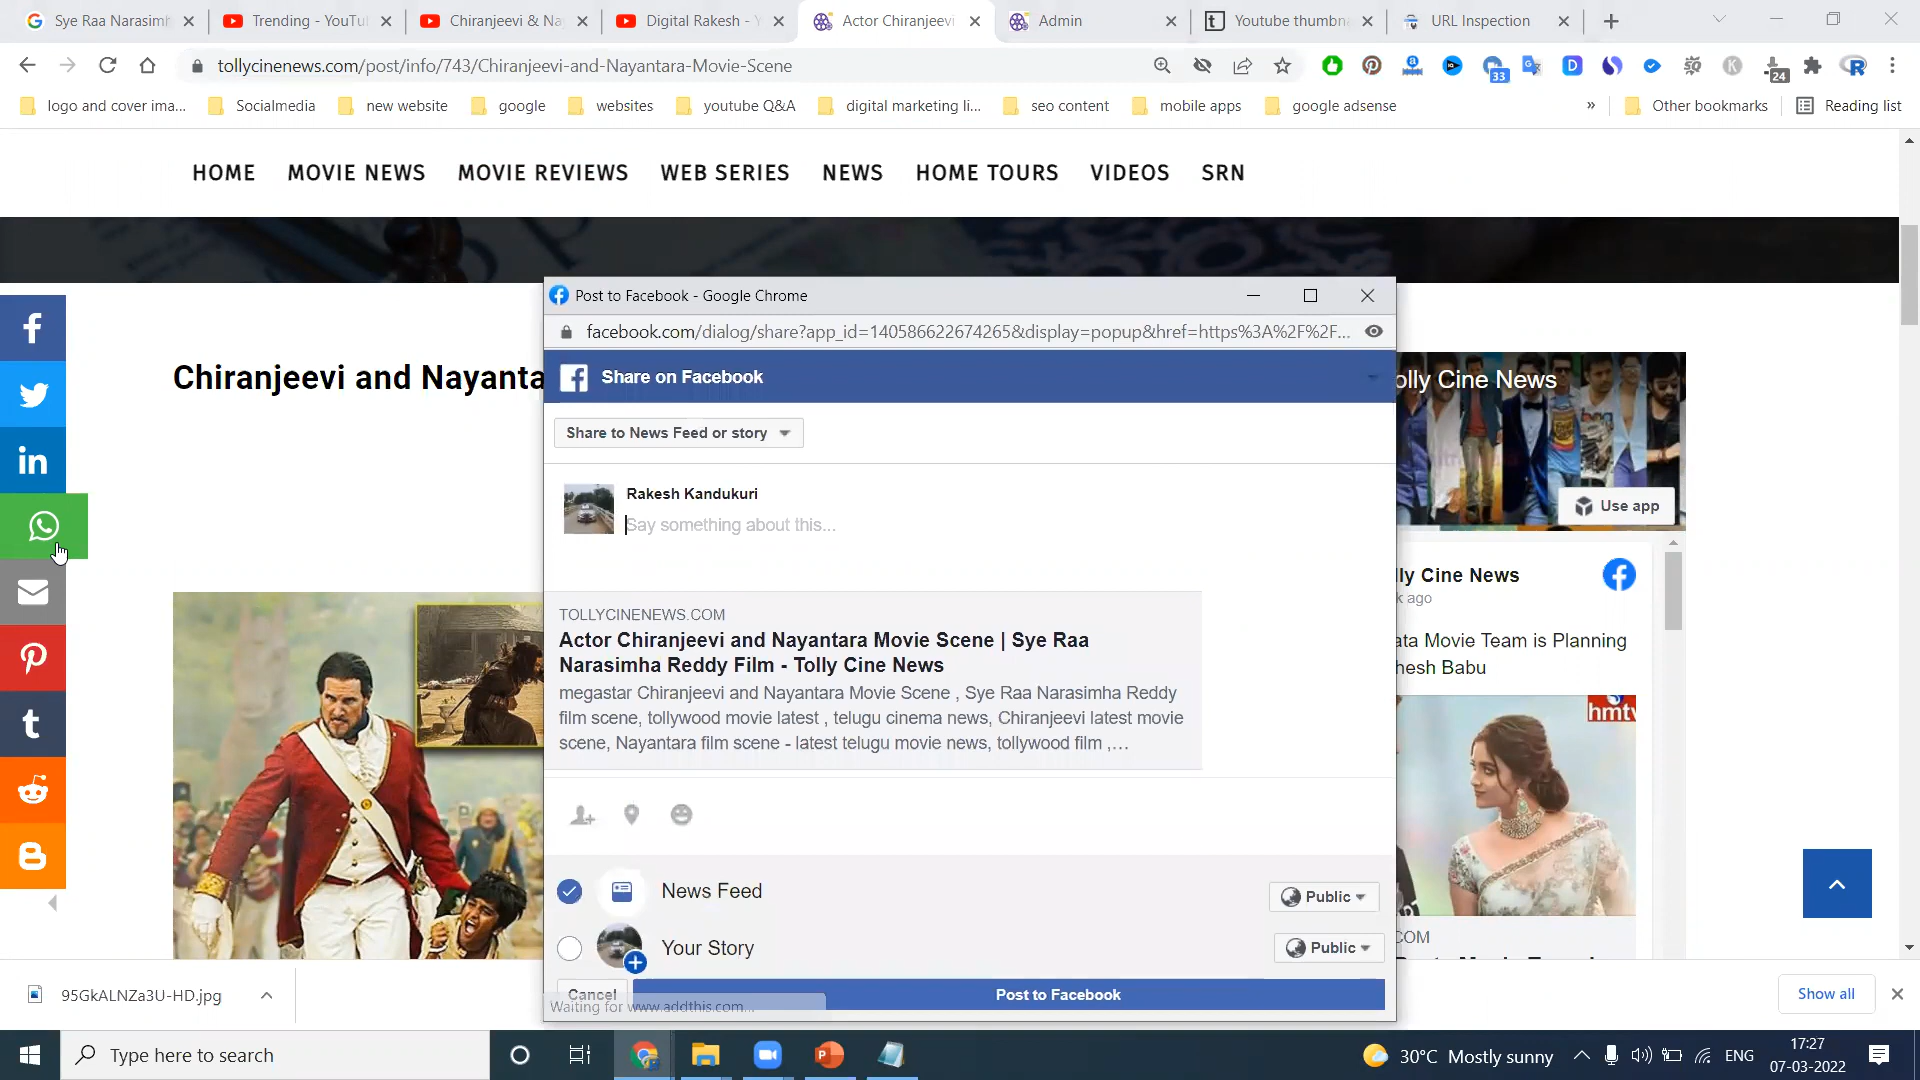 Sye Raa Narasimh
Trending - YouTu
Chiranjeevi & Na
Digital Rakesh - Y
Actor Chiranjeevi
Admin
Youtube thumbna
URL Inspection
tollycinenews.com/post/info/743/Chiranjeevi-and-Nayantara-Movie-Scene
33
24
logo and cover ima...
Socialmedia
new website
google
websites
youtube Q&A
digital marketing li...
seo content
mobile apps
google adsense
»
Other bookmarks
Reading list
HOME MOVIE NEWS MOVIE REVIEWS WEB SERIES NEWS HOME TOURS VIDEOS SRN
Post to Facebook - Google Chrome
facebook.com/dialog/share?app_id=140586622674265&display=popup&href=https%3A%2F%2F...
Share on Facebook
Chiranjeevi and Nayanta
olly Cine News
Share to News Feed or story
Use app
Rakesh Kandukuri
Say something about this...
lly Cine News
k ago
TOLLYCINENEWS.COM
Actor Chiranjeevi and Nayantara Movie Scene | Sye Raa
Narasimha Reddy Film - Tolly Cine News
megastar Chiranjeevi and Nayantara Movie Scene , Sye Raa Narasimha Reddy
film scene, tollywood movie latest , telugu cinema news, Chiranjeevi latest movie
scene, Nayantara film scene - latest telugu movie news, tollywood film ,...
ata Movie Team is Planning
hesh Babu
hmtv
News Feed
Public
Your Story
Public
COM
Cancel
Post to Facebook
Waiting for www.addthis.com...
95GkALNZa3U-HD.jpg
Show all
Type here to search
30°C Mostly sunny
ENG
17:27
07-03-2022